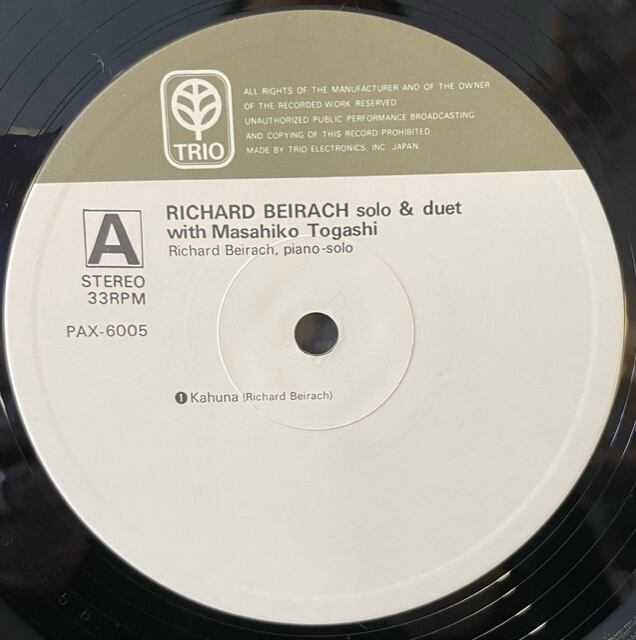 TRIO
ALL RIGHTS OF THE MANUFACTURER AND OF THE OWNER
OF THE RECORDED WORK RESERVED
UNAUTHORIZED PUBLIC PERFORMANCE BROADCASTING
AND COPYING OF THIS RECORD PROHIBITED
MADE BY TRIO ELECTRONICS, INC. JAPAN
A
STEREO
33RPM
PAX-6005
RICHARD BEIRACH solo & duet
with Masahiko Togashi
Richard Beirach, piano-solo
❶ Kahuna (Richard Beirach)